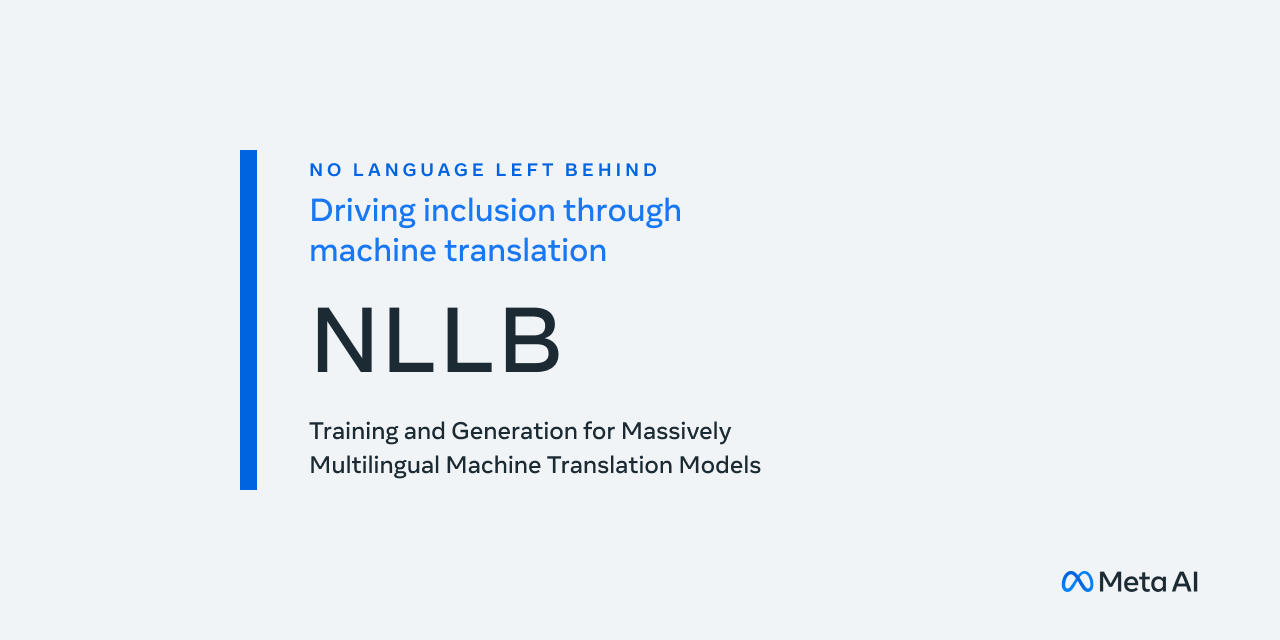 NO LANGUAGE LEFT BEHIND
Driving inclusion through
machine translation
NLLB
Training and Generation for Massively
Multilingual Machine Translation Models
Meta AI